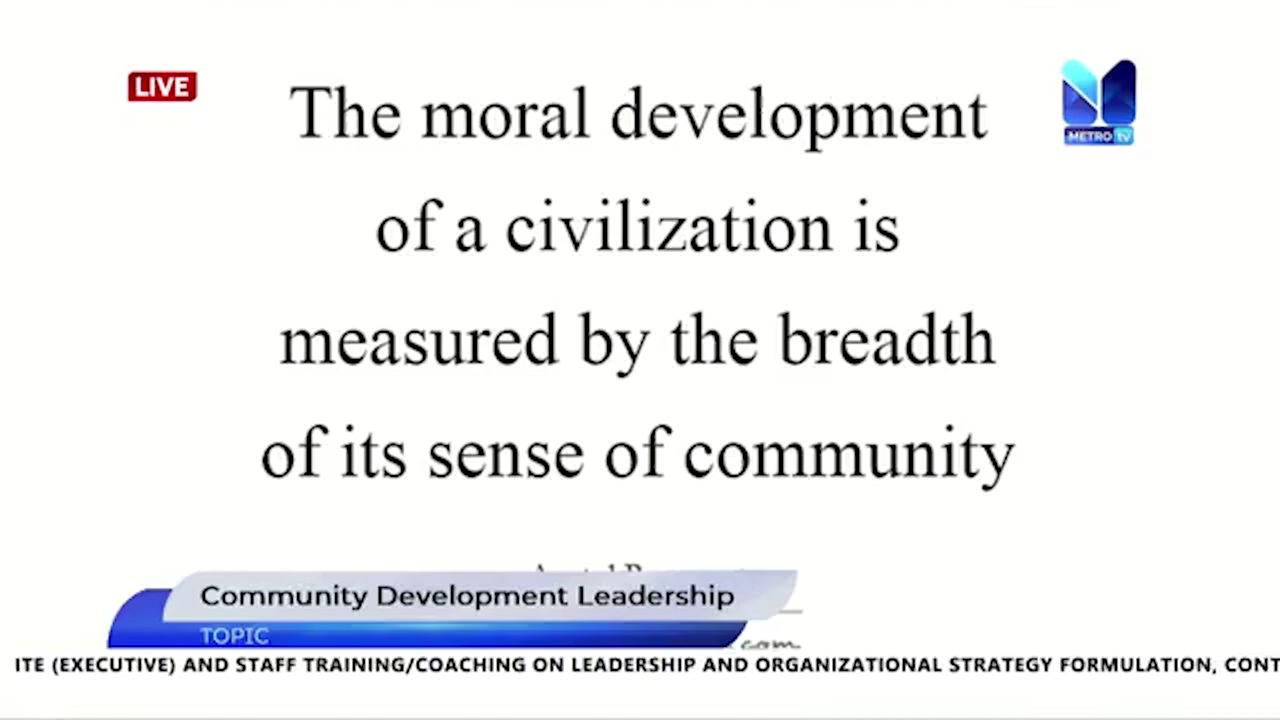 LIVE
The moral development
of a civilization is
measured by the breadth
of its sense of community
METRO TV
Community Development Leadership
TOPIC
ITE (EXECUTIVE) AND STAFF TRAINING/COACHING ON LEADERSHIP AND ORGANIZATIONAL STRATEGY FORMULATION, CONT